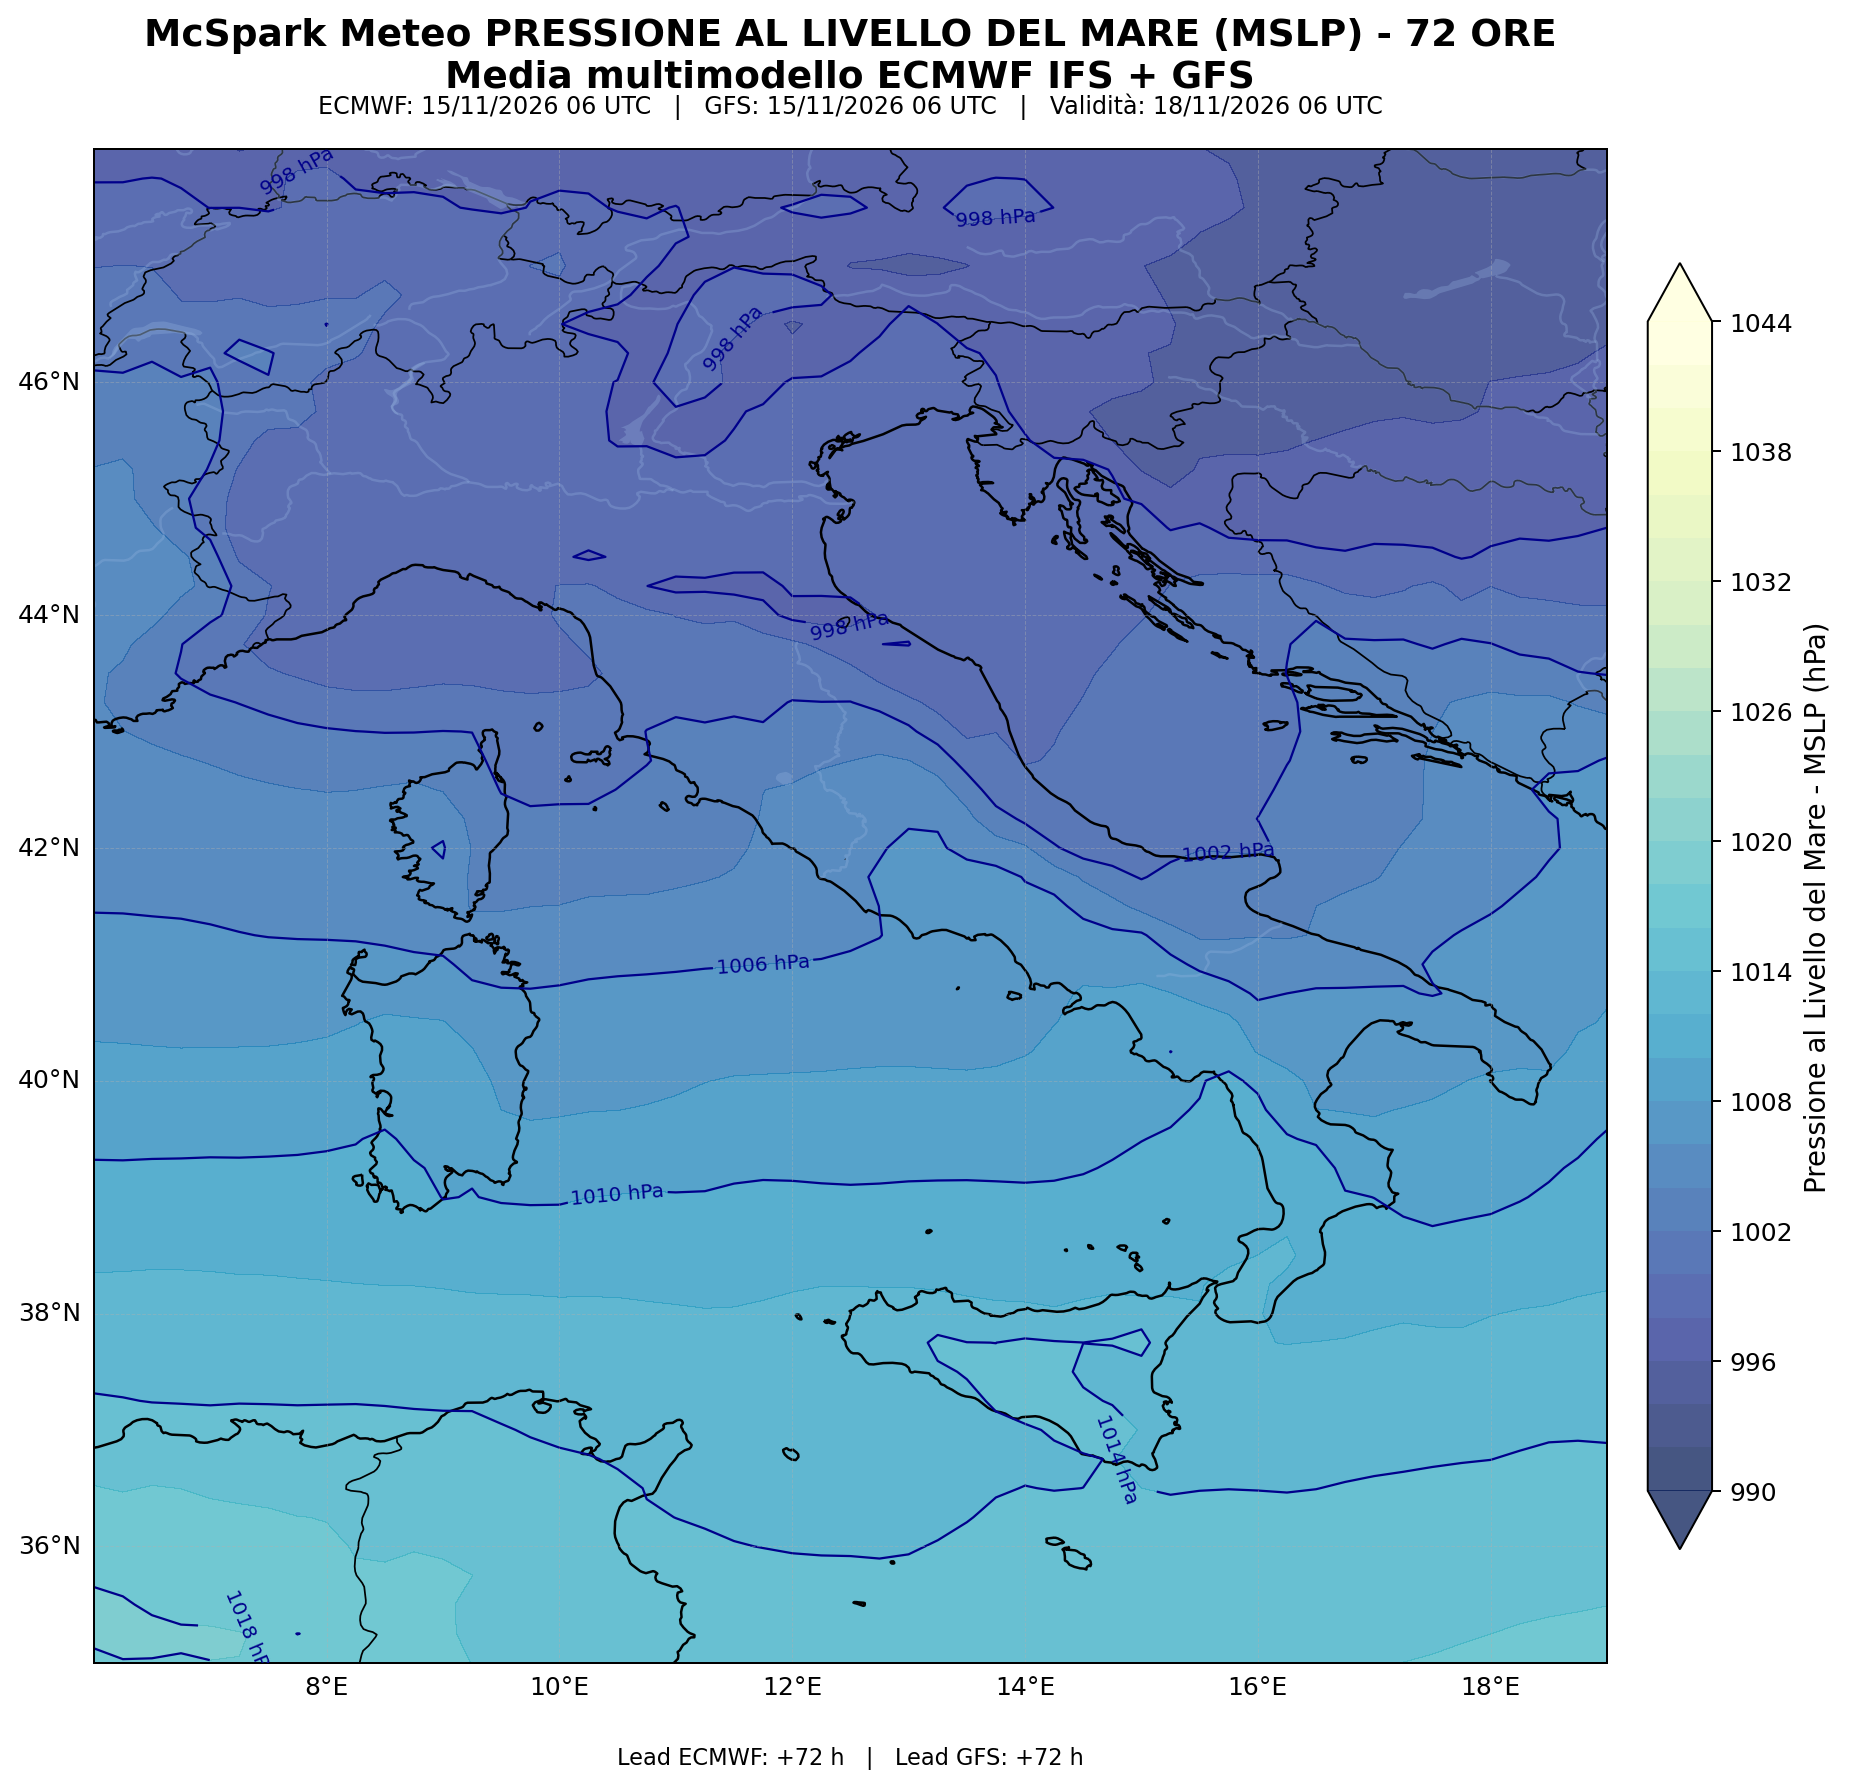 McSpark Meteo PRESSIONE AL LIVELLO DEL MARE (MSLP) - 72 ORE
Media multimodello ECMWF IFS + GFS
ECMWF: 15/11/2026 06 UTC | GFS: 15/11/2026 06 UTC | Validità: 18/11/2026 06 UTC
998 hPa
998 hPa
998 hPa
998 hPa
1002 hPa
1006 hPa
1010 hPa
1014 hPa
1018 hP
46°N
44°N
42°N
40°N
38°N
36°N
8°E 10°E 12°E 14°E 16°E 18°E
1044
1038
1032
1026
1020
1014
1008
1002
996
990
Pressione al Livello del Mare - MSLP (hPa)
Lead ECMWF: +72 h | Lead GFS: +72 h